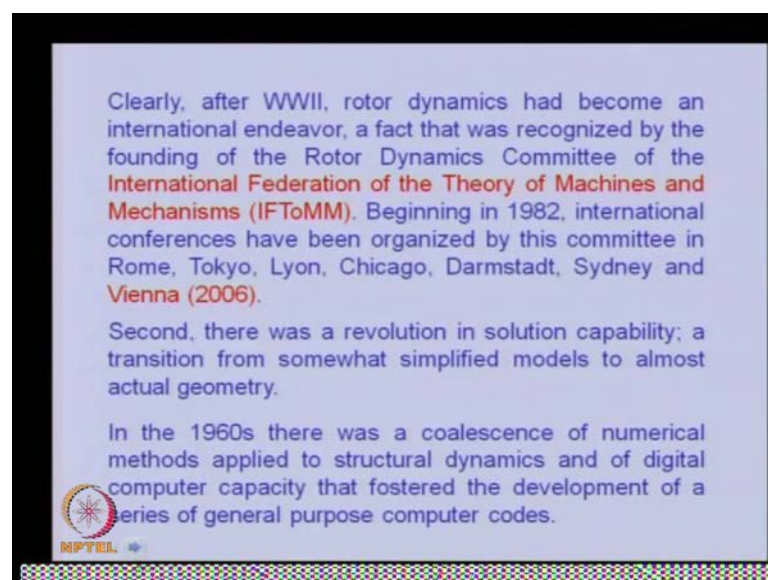 Clearly, after WWII, rotor dynamics had become an
international endeavor, a fact that was recognized by the
founding of the Rotor Dynamics Committee of the
International Federation of the Theory of Machines and
Mechanisms (IFToMM). Beginning in 1982, international
conferences have been organized by this committee in
Rome, Tokyo, Lyon, Chicago, Darmstadt, Sydney and
Vienna (2006).
Second, there was a revolution in solution capability; a
transition from somewhat simplified models to almost
actual geometry.
In the 1960s there was a coalescence of numerical
methods applied to structural dynamics and of digital
computer capacity that fostered the development of a
series of general purpose computer codes.
NPTEL